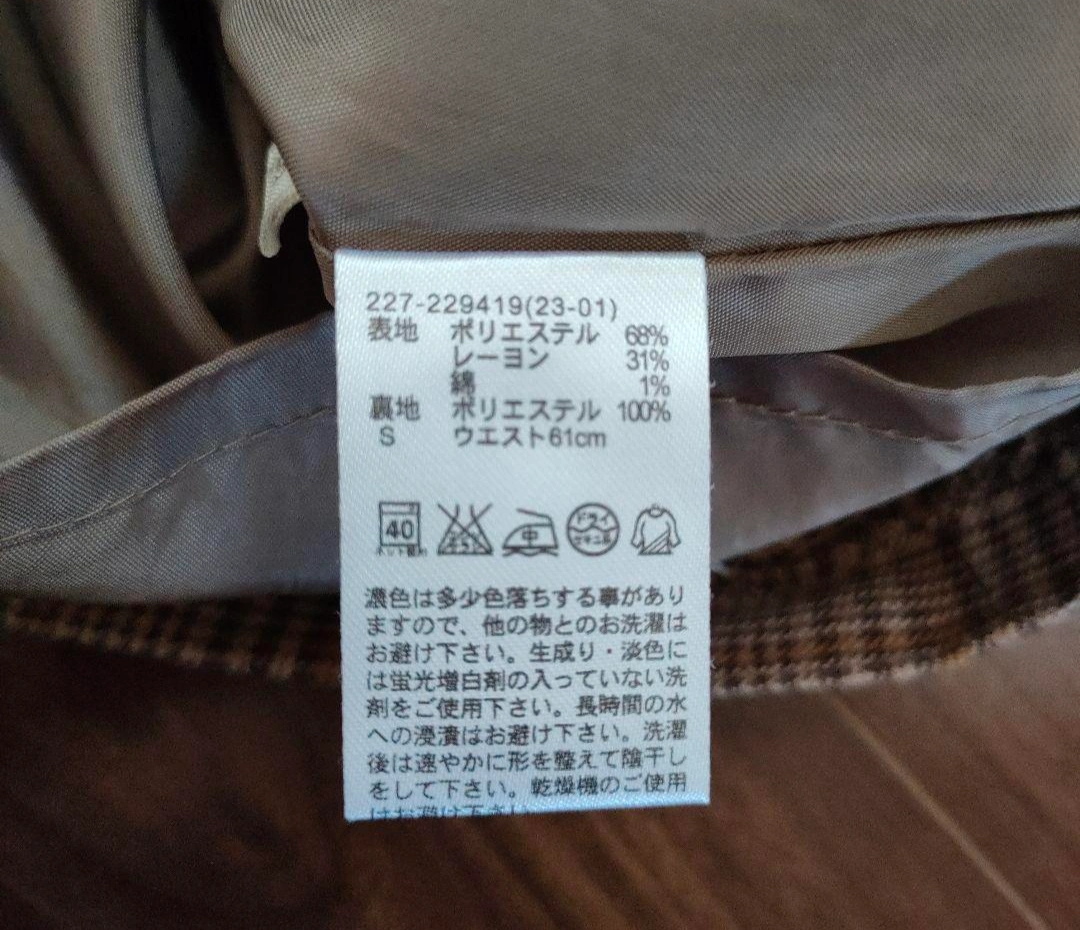 227-229419(23-01)
表地 ポリエステル 68%
レーヨン 31%
綿 1%
裏地 ポリエステル 100%
S ウエスト61cm
40 中 ドライ
濃色は多少色落ちする事があり
ますので、他の物とのお洗濯は
お避け下さい。生成り・淡色に
は蛍光増白剤の入っていない洗
剤をご使用下さい。長時間の水
への浸漬はお避け下さい。洗濯
後は速やかに形を整えて陰干し
をして下さい。乾燥機のご使用
はお避け下さい